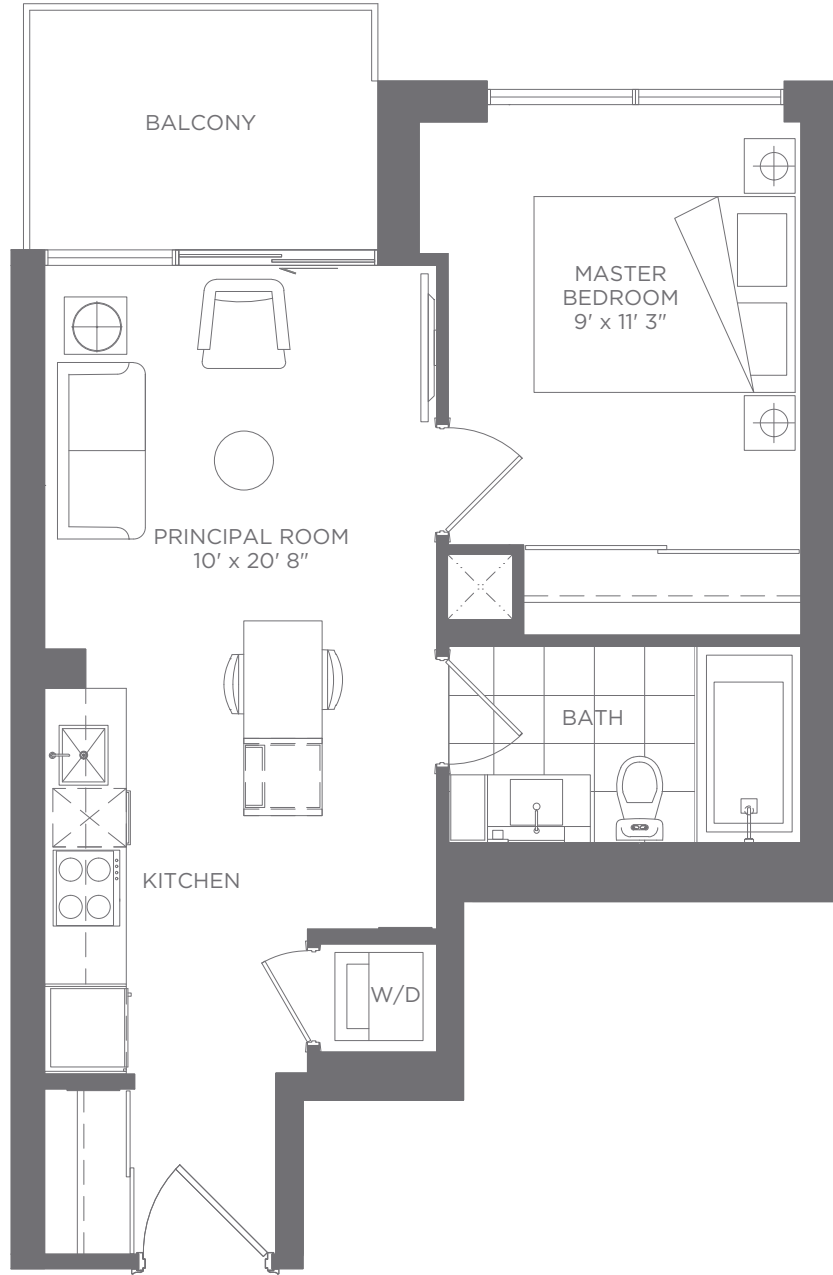 BALCONY
MASTER
BEDROOM
9' x 11' 3"
PRINCIPAL ROOM
10' x 20' 8"
BATH
KITCHEN
W/D